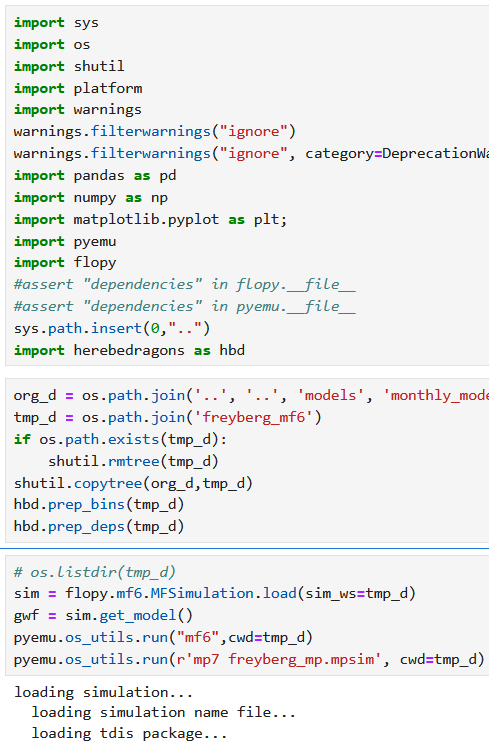 import sys
import os
import shutil
import platform
import warnings
warnings.filterwarnings("ignore")
warnings.filterwarnings("ignore", category=DeprecationWa
import pandas as pd
import numpy as np
import matplotlib.pyplot as plt;
import pyemu
import flopy
#assert "dependencies" in flopy.__file__
#assert "dependencies" in pyemu.__file__
sys.path.insert(0,"..")
import herebedragons as hbd
org_d = os.path.join('..', '..', 'models', 'monthly_mode
tmp_d = os.path.join('freyberg_mf6')
if os.path.exists(tmp_d):
    shutil.rmtree(tmp_d)
shutil.copytree(org_d,tmp_d)
hbd.prep_bins(tmp_d)
hbd.prep_deps(tmp_d)
# os.listdir(tmp_d)
sim = flopy.mf6.MFSimulation.load(sim_ws=tmp_d)
gwf = sim.get_model()
pyemu.os_utils.run("mf6",cwd=tmp_d)
pyemu.os_utils.run(r'mp7 freyberg_mp.mpsim', cwd=tmp_d)
loading simulation...
  loading simulation name file...
  loading tdis package...